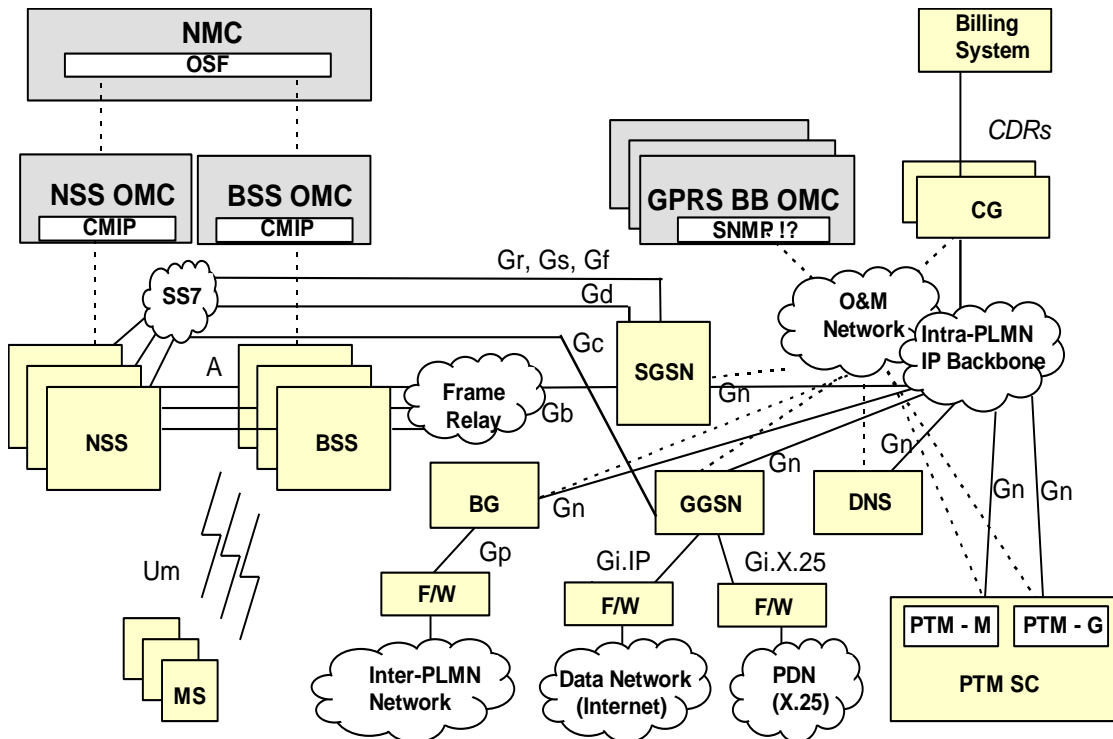 NMC
OSF
Billing
System
CDRs
NSS OMC
CMIP
BSS OMC
CMIP
GPRS BB OMC
SNMP !?
CG
SS7
Gr, Gs, Gf
Gd
Gc
O&M
Network
Intra-PLMN
IP Backbone
A
SGSN
Gn
Frame
Relay
Gb
NSS
BSS
BG
Gn
GGSN
Gn
DNS
Gn
Gn
Gn
Um
Gp
Gi.IP
Gi.X.25
F/W
F/W
F/W
PTM - M
PTM - G
PTM SC
MS
Inter-PLMN
Network
Data Network
(Internet)
PDN
(X.25)